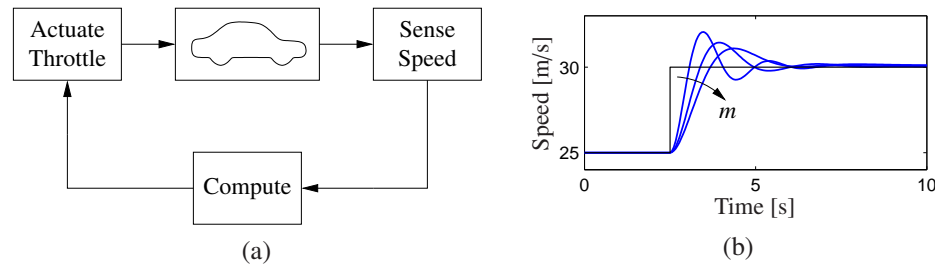 Actuate
Throttle
Sense
Speed
Compute
(a)
Speed [m/s]
30
25
m
0
5
10
Time [s]
(b)